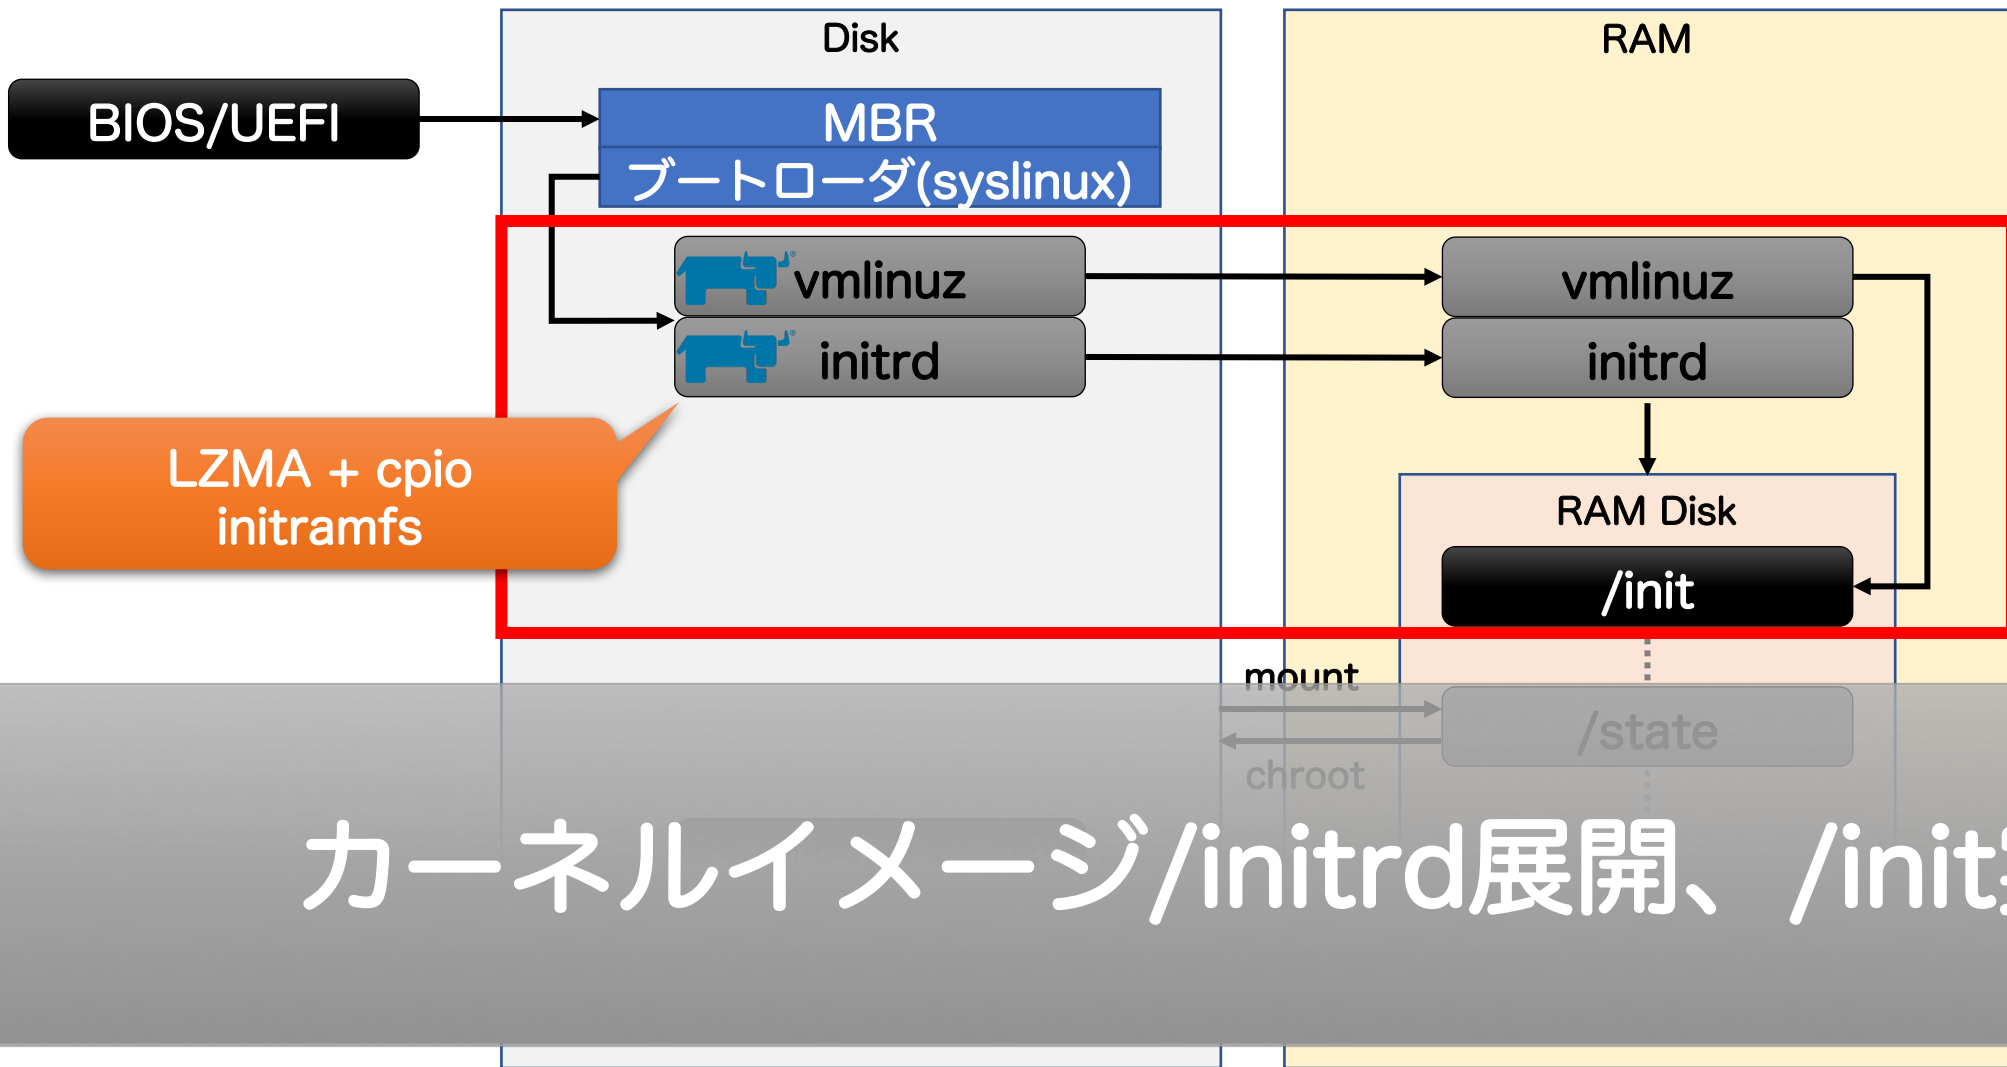 Disk
RAM
BIOS/UEFI
MBR
ブートローダ(syslinux)
vmlinuz
vmlinuz
initrd
initrd
LZMA + cpio
initramfs
RAM Disk
/init
mount
/state
chroot
カーネルイメージ/initrd展開、/init